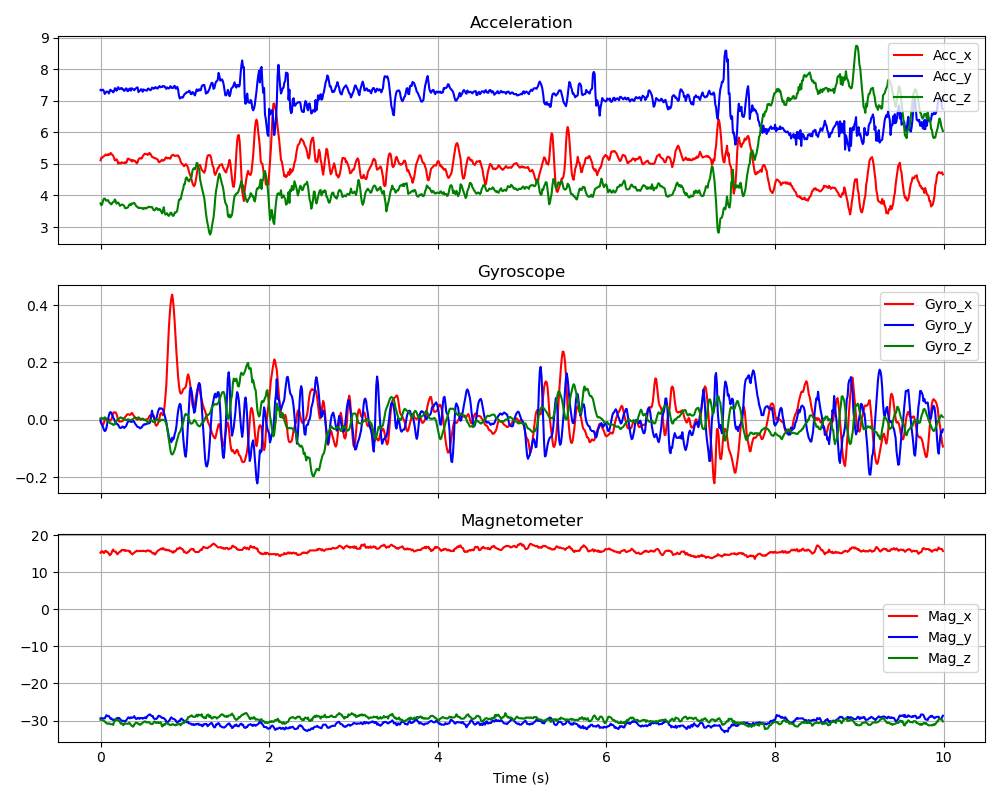 Acceleration
9
8
7
6
5
4
3
Acc_x
Acc_y
Acc_z
Gyroscope
0.4
0.2
0.0
−0.2
Gyro_x
Gyro_y
Gyro_z
Magnetometer
20
10
0
−10
−20
−30
Mag_x
Mag_y
Mag_z
0 2 4 6 8 10
Time (s)